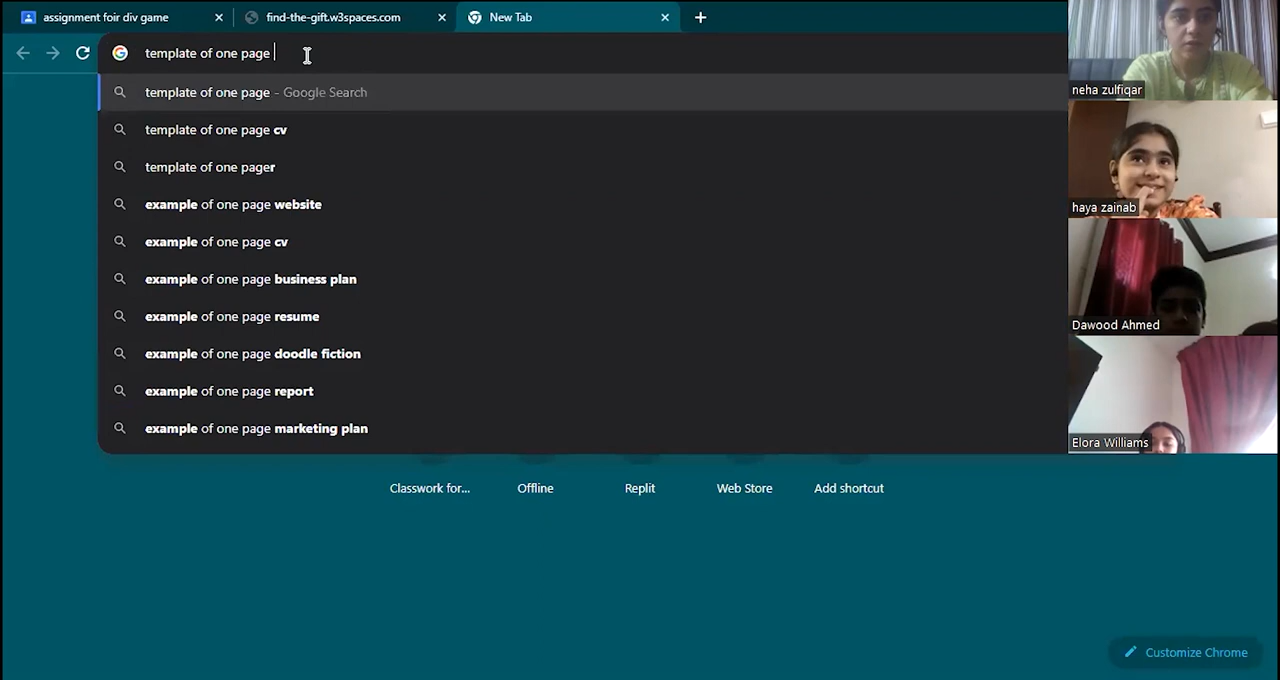 assignment foir div game
find-the-gift.w3spaces.com
New Tab
template of one page
template of one page - Google Search
template of one page cv
template of one pager
example of one page website
example of one page cv
example of one page business plan
example of one page resume
example of one page doodle fiction
example of one page report
example of one page marketing plan
Classwork for...
Offline
Replit
Web Store
Add shortcut
Customize Chrome
neha zulfiqar
haya zainab
Dawood Ahmed
Elora Williams